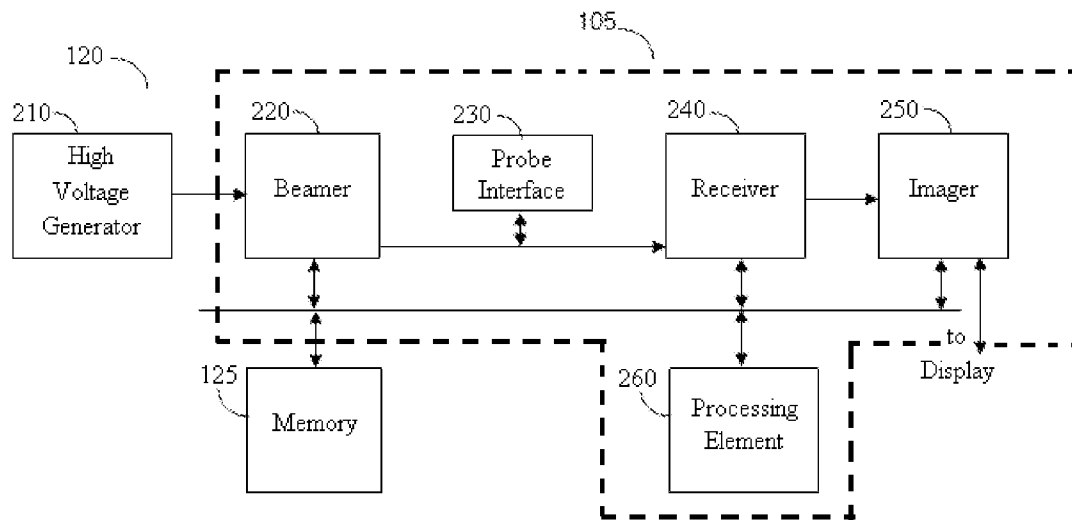 105
120
210
220
230
240
250
High
Voltage
Generator
Beamer
Probe
Interface
Receiver
Imager
to
Display
125
Memory
260
Processing
Element